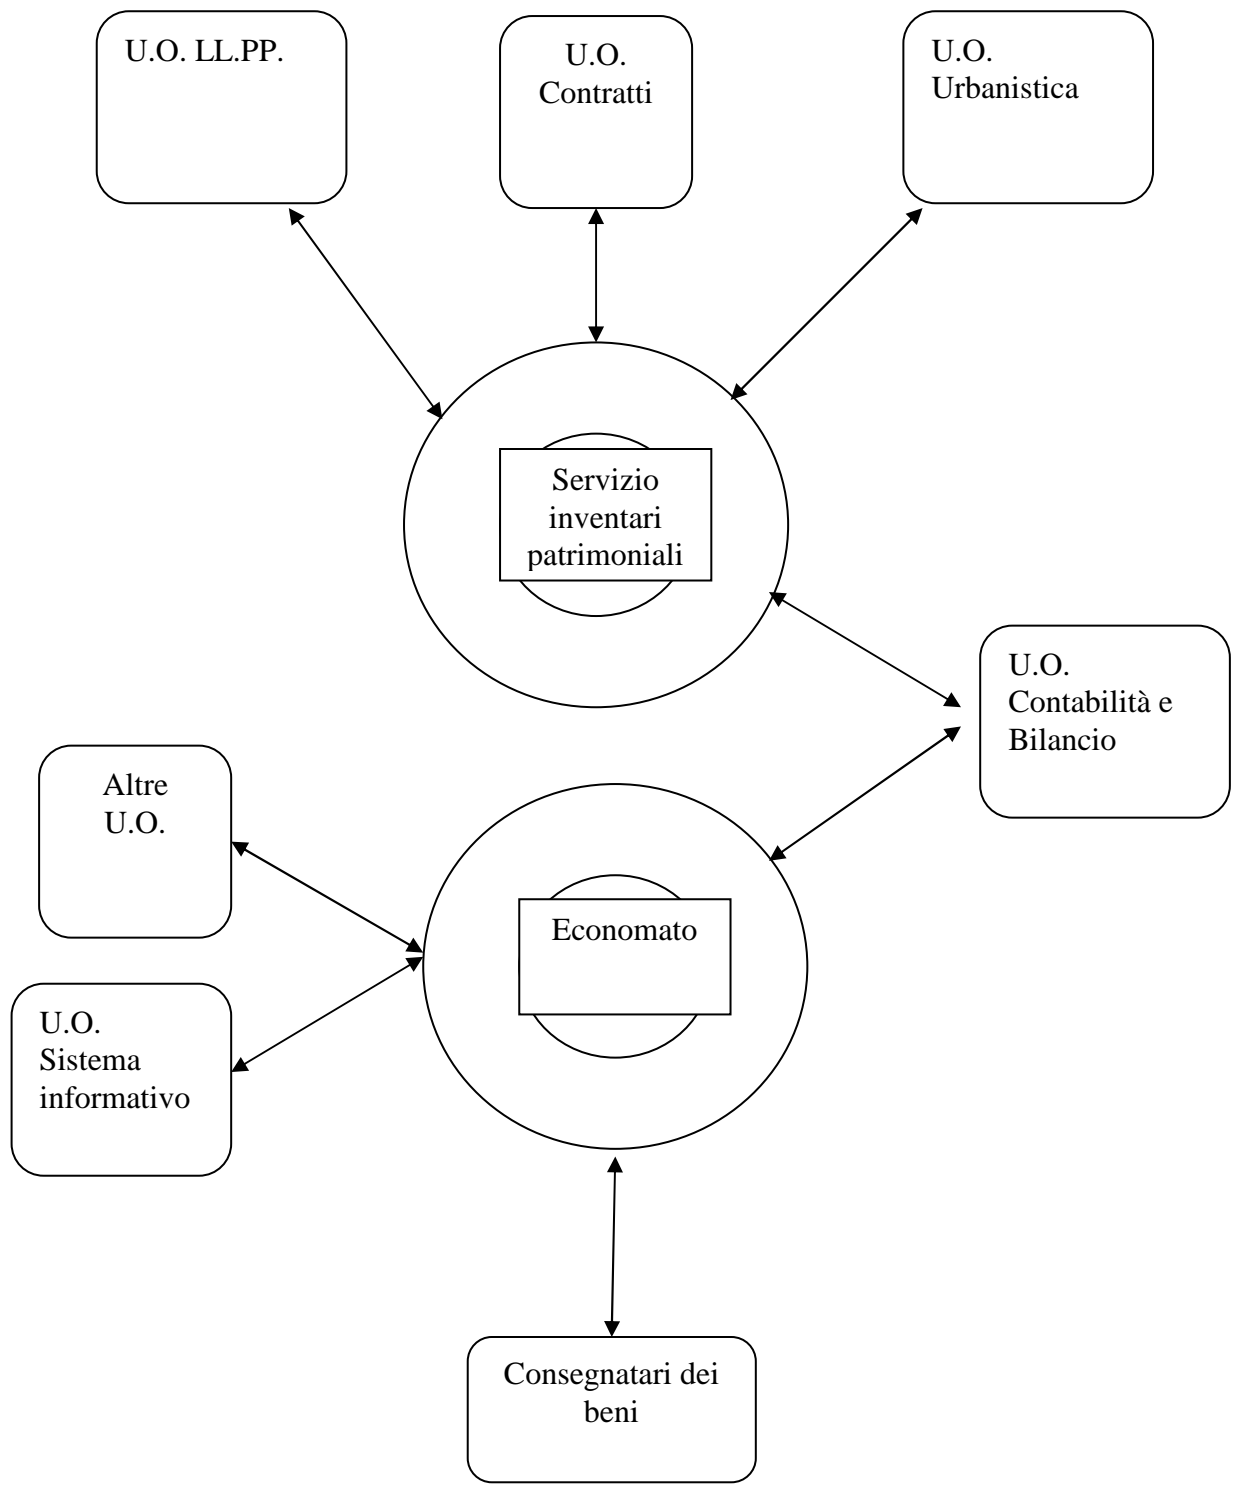 U.O. LL.PP.
U.O.
Contratti
U.O.
Urbanistica
Servizio
inventari
patrimoniali
U.O.
Contabilità e
Bilancio
Altre
U.O.
Economato
U.O.
Sistema
informativo
Consegnatari dei
beni